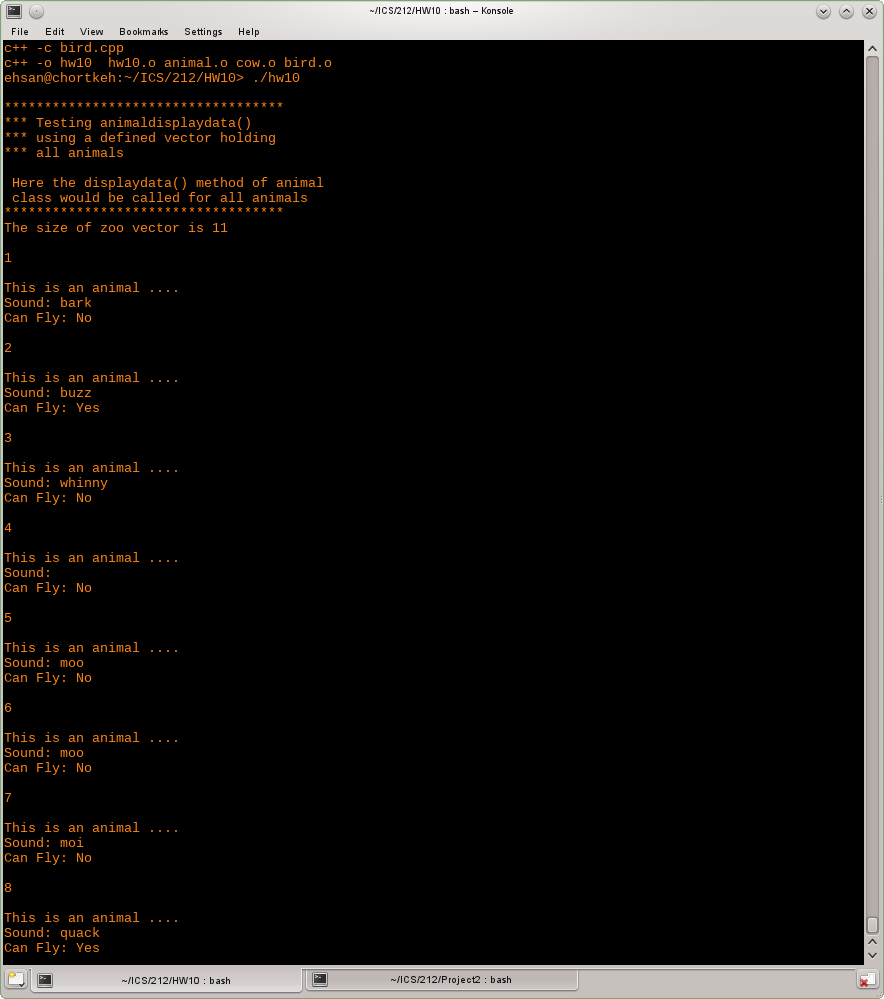 ~/ICS/212/HW10 : bash – Konsole
File Edit View Bookmarks Settings Help
c++ -c bird.cpp
c++ -o hw10  hw10.o animal.o cow.o bird.o
ehsan@chortkeh:~/ICS/212/HW10> ./hw10
***********************************
*** Testing animaldisplaydata()
*** using a defined vector holding
*** all animals
Here the displaydata() method of animal
class would be called for all animals
***********************************
The size of zoo vector is 11
1
This is an animal ....
Sound: bark
Can Fly: No
2
This is an animal ....
Sound: buzz
Can Fly: Yes
3
This is an animal ....
Sound: whinny
Can Fly: No
4
This is an animal ....
Sound:
Can Fly: No
5
This is an animal ....
Sound: moo
Can Fly: No
6
This is an animal ....
Sound: moo
Can Fly: No
7
This is an animal ....
Sound: moi
Can Fly: No
8
This is an animal ....
Sound: quack
Can Fly: Yes
~/ICS/212/HW10 : bash ~/ICS/212/Project2 : bash